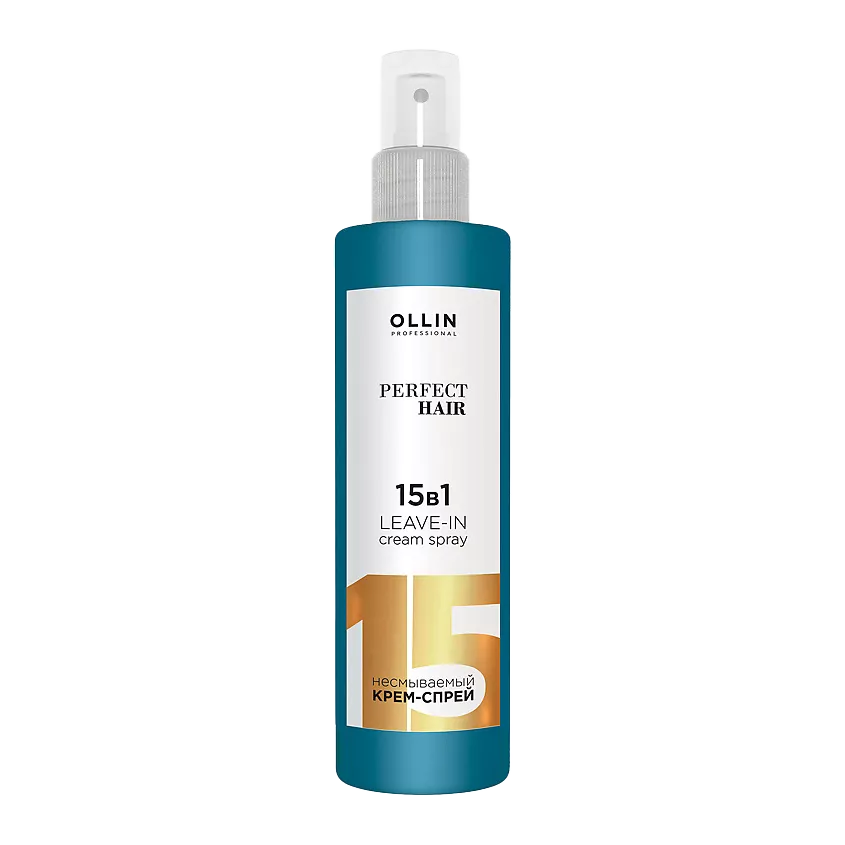 OLLIN
PROFESSIONAL
PERFECT
HAIR
15в1
LEAVE-IN
cream spray
15
несмываемый
КРЕМ-СПРЕЙ